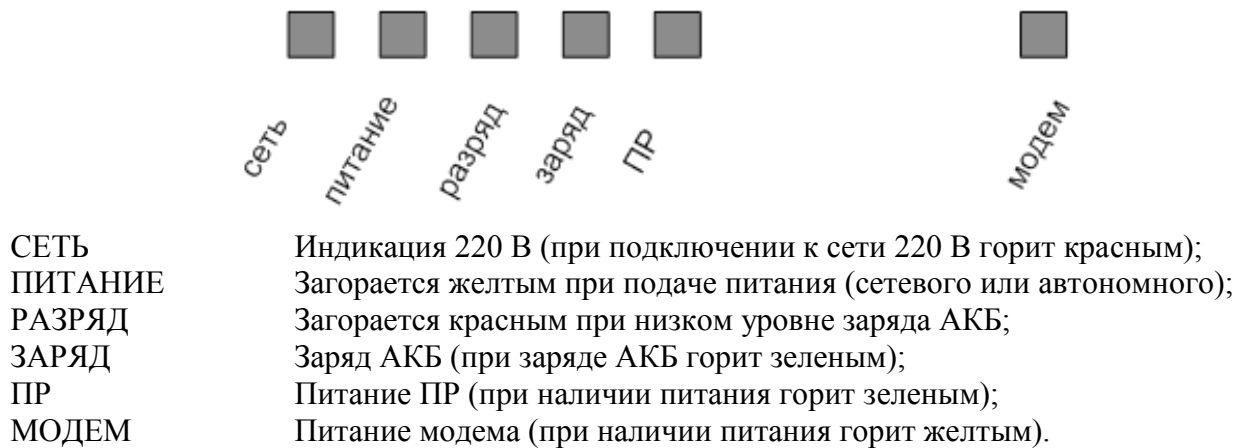 сеть
питание
разряд
заряд
ПР
модем
СЕТЬ Индикация 220 В (при подключении к сети 220 В горит красным);
ПИТАНИЕ Загорается желтым при подаче питания (сетевого или автономного);
РАЗРЯД Загорается красным при низком уровне заряда АКБ;
ЗАРЯД Заряд АКБ (при заряде АКБ горит зеленым);
ПР Питание ПР (при наличии питания горит зеленым);
МОДЕМ Питание модема (при наличии питания горит желтым).